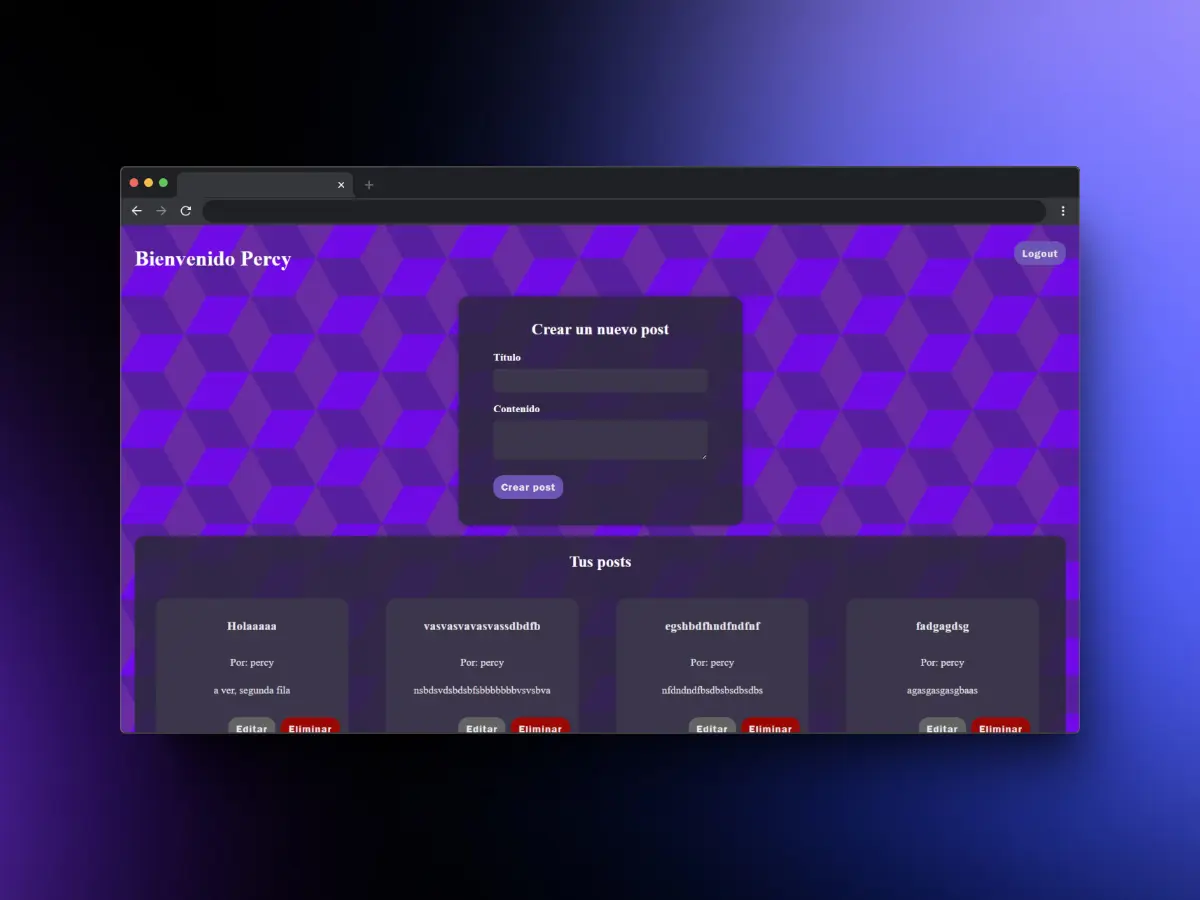 Bienvenido Percy
Logout
Crear un nuevo post
Título
Contenido
Crear post
Tus posts
Holaaaaa
Por: percy
a ver, segunda fila
Editar Eliminar
vasvasvavasvassdbdfb
Por: percy
nsbdsvdsbdsbfsbbbbbbbvsvsbva
Editar Eliminar
egshbdfhndfndfnf
Por: percy
nfdndndfbsdbsbsdbsdbs
Editar Eliminar
fadgagdsg
Por: percy
agasgasgasgbaas
Editar Eliminar